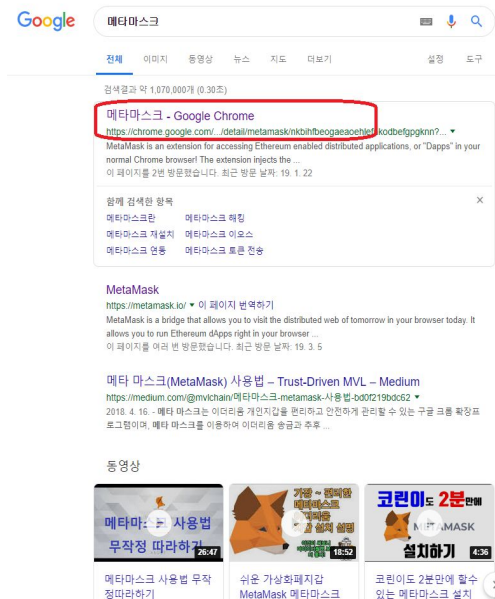 Google
메타마스크
전체 이미지 동영상 뉴스 지도 더보기 설정 도구
검색결과 약 1,070,000개 (0.30초)
메타마스크 - Google Chrome
https://chrome.google.com/.../detail/metamask/nkbihfbeogaeaoehlef kodbefgpgknn?...
MetaMask is an extension for accessing Ethereum enabled distributed applications, or "Dapps" in your
normal Chrome browser! The extension injects the ...
이 페이지를 2번 방문했습니다. 최근 방문 날짜: 19. 1. 22
함께 검색한 항목
메타마스크란 메타마스크 해킹
메타마스크 재설치 메타마스크 이오스
메타마스크 연동 메타마스크 토큰 전송
MetaMask
https://metamask.io/ 이 페이지 번역하기
MetaMask is a bridge that allows you to visit the distributed web of tomorrow in your browser today. It
allows you to run Ethereum dApps right in your browser ...
이 페이지를 여러 번 방문했습니다. 최근 방문 날짜: 19. 3. 5
메타 마스크(MetaMask) 사용법 – Trust-Driven MVL – Medium
https://medium.com/@mvlchain/메타마스크-metamask-사용법-bd0f219bdc62
2018. 4. 16. - 메타 마스크는 이더리움 개인지갑을 편리하고 안전하게 관리할 수 있는 구글 크롬 확장프
로그램이며, 메타 마스크를 이용하여 이더리움 송금과 추후 ...
동영상
메타마스크 사용법
무작정 따라하기
26:47
가장 ~ 편리한
설치 설명
18:52
코린이도 2분만에
METAMASK
설치하기
4:36
메타마스크 사용법 무작
정따라하기
쉬운 가상화폐지갑
MetaMask 메타마스크
코린이도 2분만에 할수
있는 메타마스크 설치